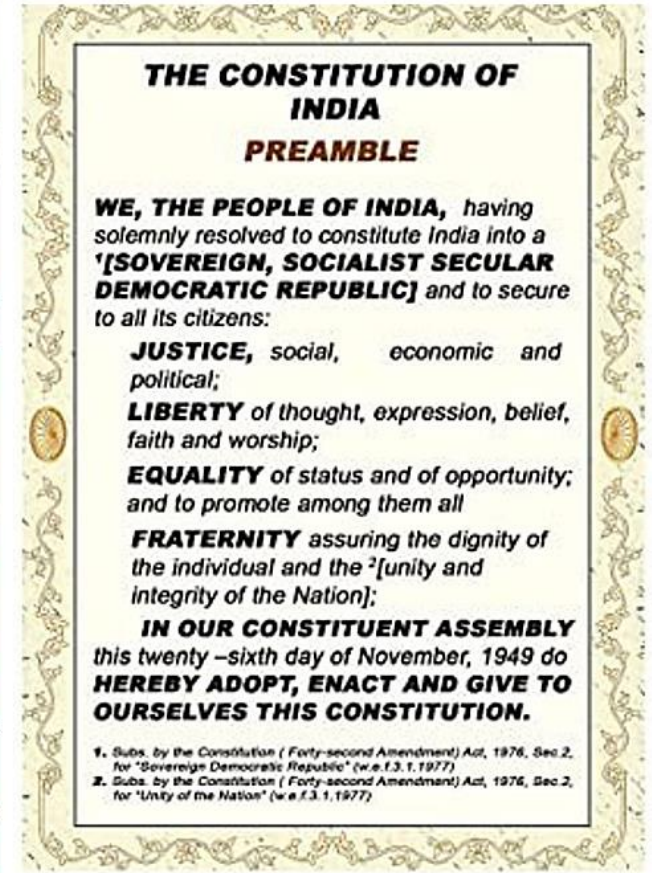 THE CONSTITUTION OF
INDIA
PREAMBLE
WE, THE PEOPLE OF INDIA, having
solemnly resolved to constitute India into a
¹[SOVEREIGN, SOCIALIST SECULAR
DEMOCRATIC REPUBLIC] and to secure
to all its citizens:
JUSTICE, social, economic and
political;
LIBERTY of thought, expression, belief,
faith and worship;
EQUALITY of status and of opportunity;
and to promote among them all
FRATERNITY assuring the dignity of
the individual and the ²[unity and
integrity of the Nation];
IN OUR CONSTITUENT ASSEMBLY
this twenty –sixth day of November, 1949 do
HEREBY ADOPT, ENACT AND GIVE TO
OURSELVES THIS CONSTITUTION.
1. Subs. by the Constitution ( Forty-second Amendment) Act, 1976, Sec.2,
for "Sovereign Democratic Republic" (w.e.f.3.1.1977)
2. Subs. by the Constitution ( Forty-second Amendment) Act, 1976, Sec.2,
for "Unity of the Nation" (w.e.f.3.1.1977)